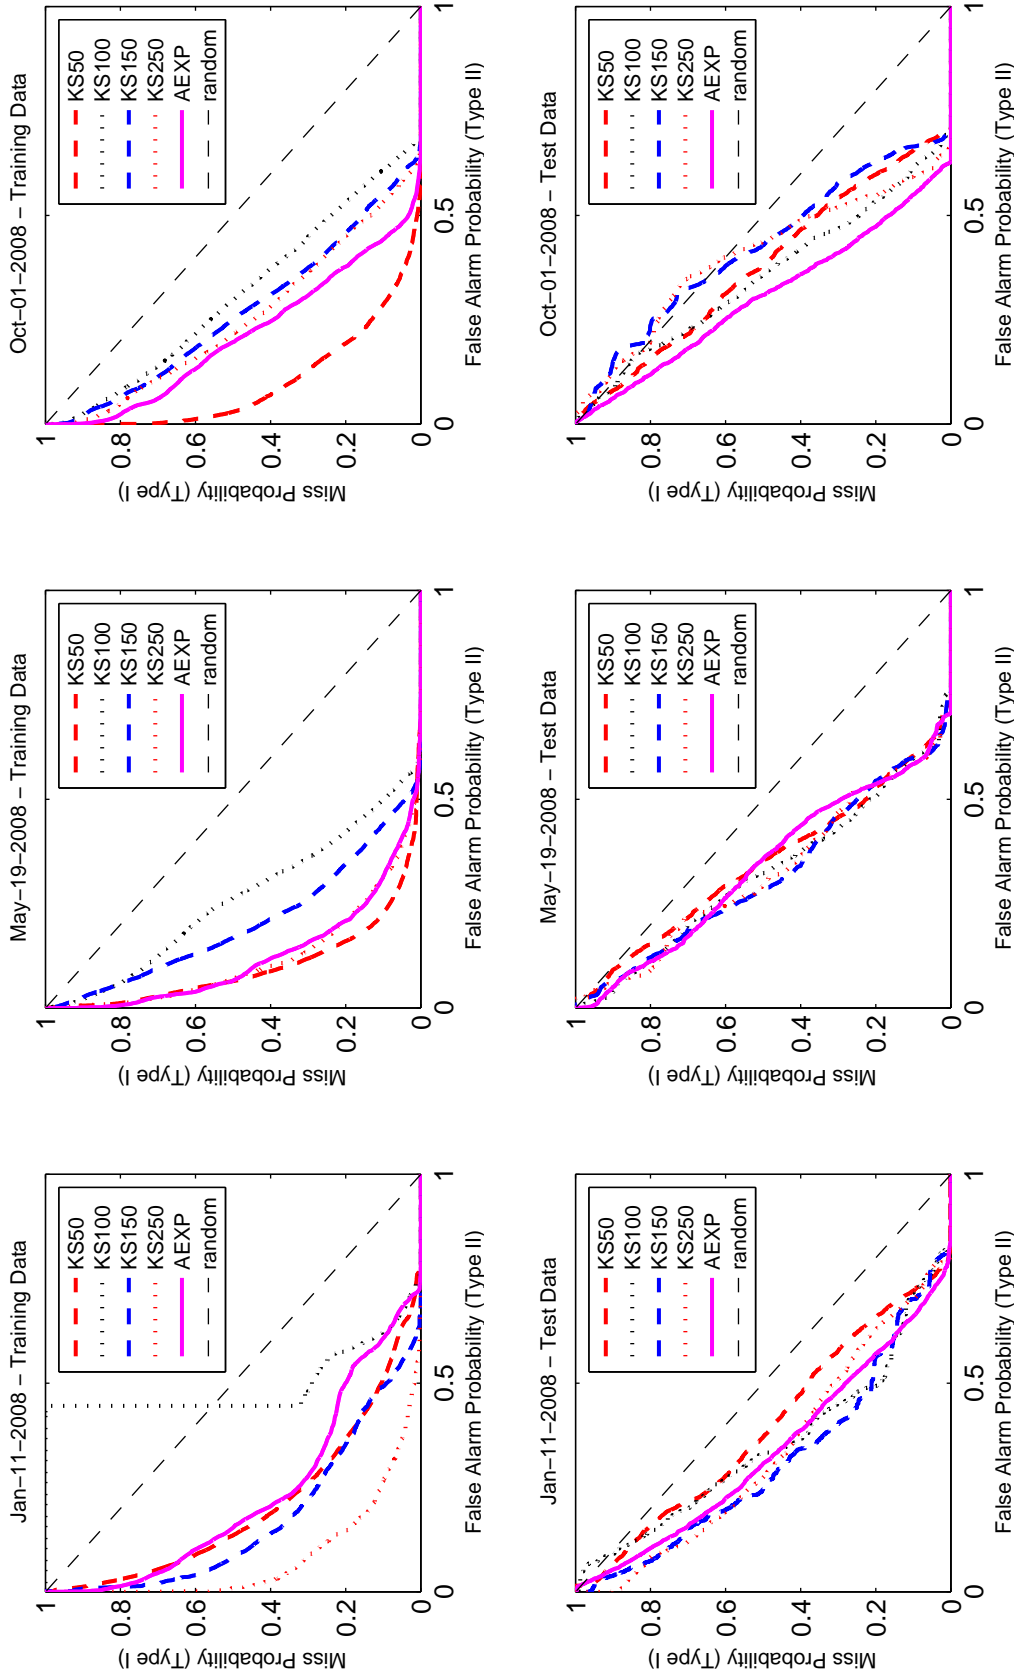 Jan−11−2008 − Training Data
Miss Probability (Type I)
1
0.8
0.6
0.4
0.2
0
KS50
KS100
KS150
KS250
AEXP
random
0
0.5
1
False Alarm Probability (Type II)
May−19−2008 − Training Data
Miss Probability (Type I)
1
0.8
0.6
0.4
0.2
0
KS50
KS100
KS150
KS250
AEXP
random
0
0.5
1
False Alarm Probability (Type II)
Oct−01−2008 − Training Data
Miss Probability (Type I)
1
0.8
0.6
0.4
0.2
0
KS50
KS100
KS150
KS250
AEXP
random
0
0.5
1
False Alarm Probability (Type II)
Jan−11−2008 − Test Data
Miss Probability (Type I)
1
0.8
0.6
0.4
0.2
0
KS50
KS100
KS150
KS250
AEXP
random
0
0.5
1
False Alarm Probability (Type II)
May−19−2008 − Test Data
Miss Probability (Type I)
1
0.8
0.6
0.4
0.2
0
KS50
KS100
KS150
KS250
AEXP
random
0
0.5
1
False Alarm Probability (Type II)
Oct−01−2008 − Test Data
Miss Probability (Type I)
1
0.8
0.6
0.4
0.2
0
KS50
KS100
KS150
KS250
AEXP
random
0
0.5
1
False Alarm Probability (Type II)